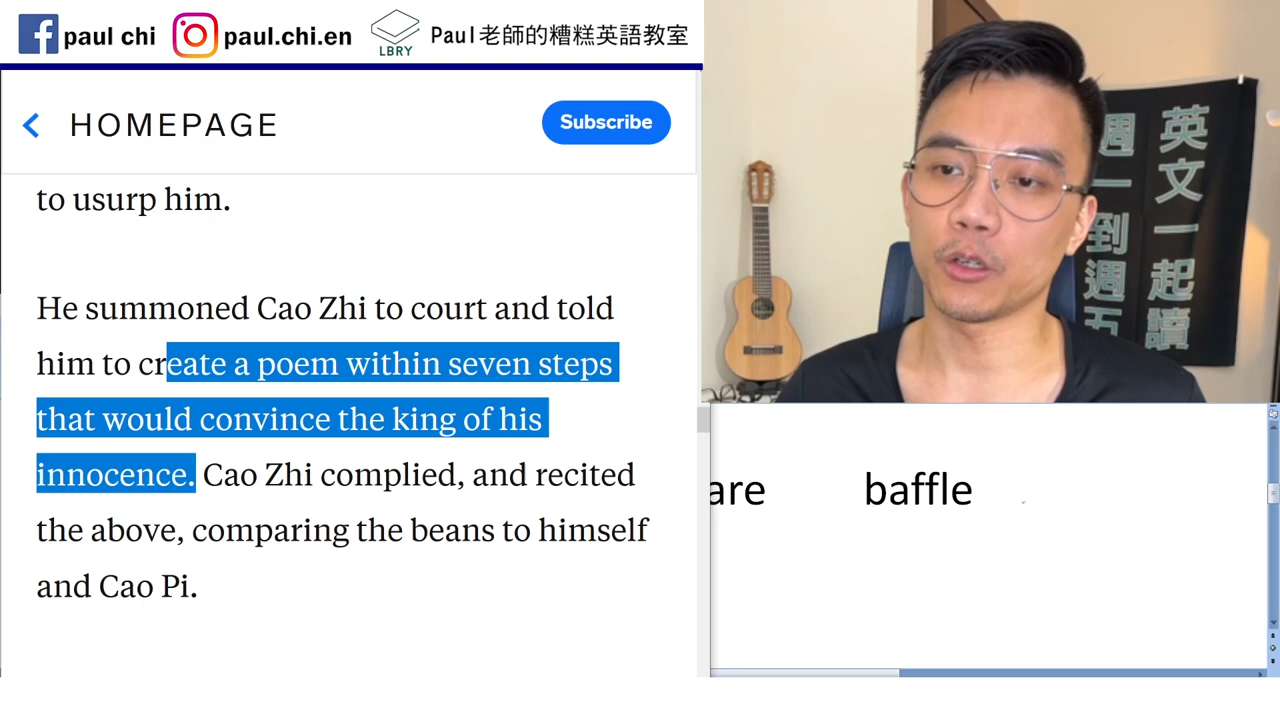 paul chi
paul.chi.en
LBRY
Paul老師的糟糕英語教室
HOMEPAGE
Subscribe
to usurp him.
He summoned Cao Zhi to court and told
him to create a poem within seven steps
that would convince the king of his
innocence. Cao Zhi complied, and recited
the above, comparing the beans to himself
and Cao Pi.
英文一起讀
週一到週五
are baffle